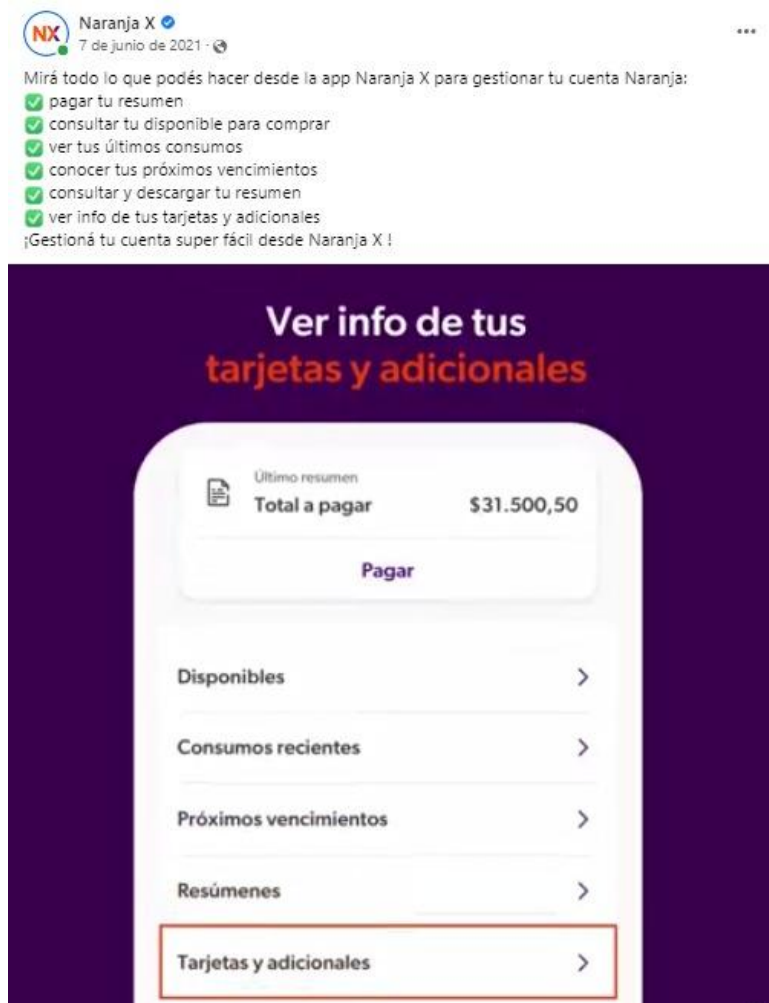 NX
Naranja X
7 de junio de 2021 ·
Mirá todo lo que podés hacer desde la app Naranja X para gestionar tu cuenta Naranja:
✅ pagar tu resumen
✅ consultar tu disponible para comprar
✅ ver tus últimos consumos
✅ conocer tus próximos vencimientos
✅ consultar y descargar tu resumen
✅ ver info de tus tarjetas y adicionales
¡Gestioná tu cuenta super fácil desde Naranja X !
Ver info de tus
tarjetas y adicionales
Último resumen
Total a pagar $31.500,50
Pagar
Disponibles
Consumos recientes
Próximos vencimientos
Resúmenes
Tarjetas y adicionales